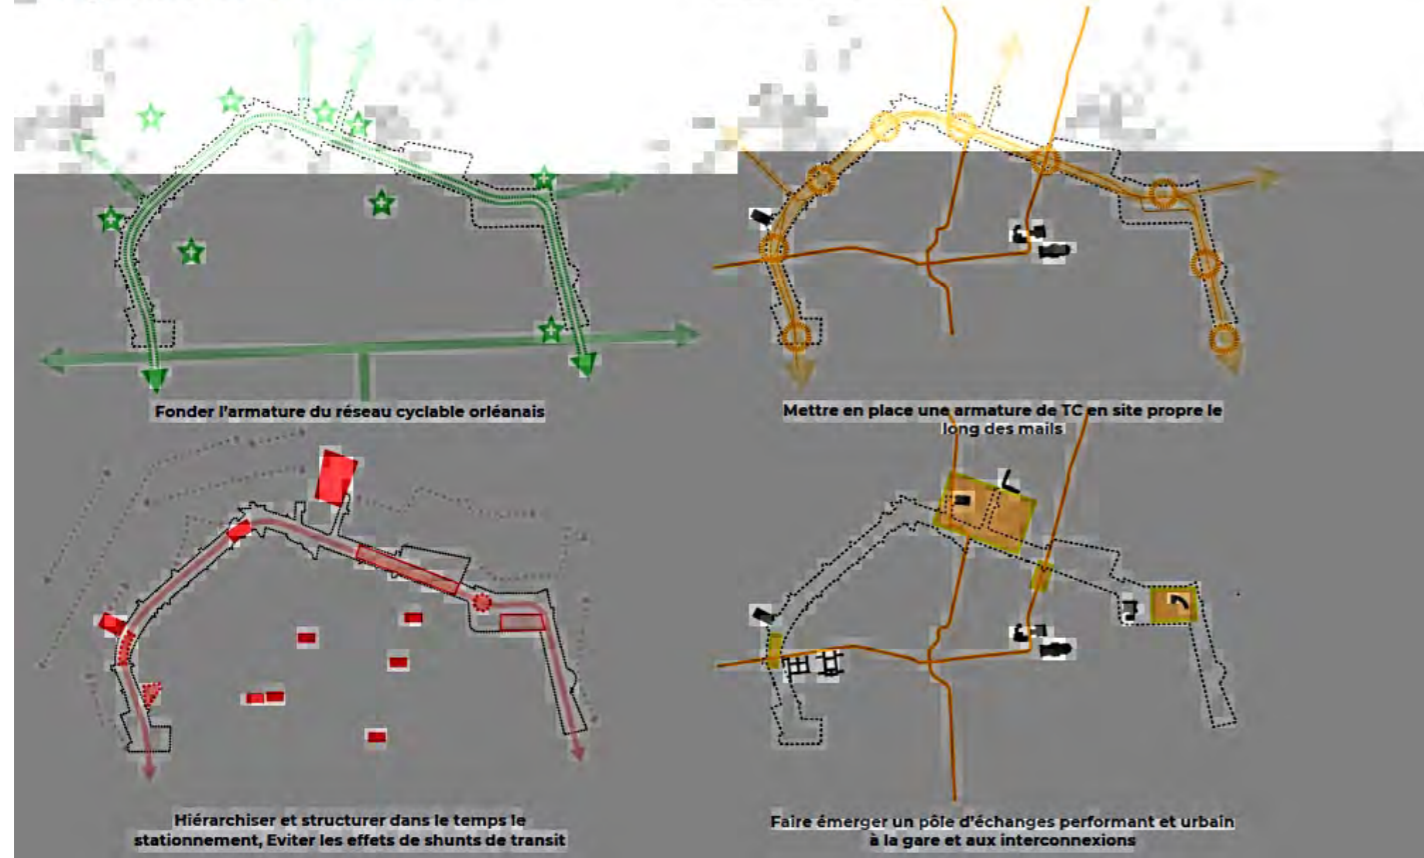 Fonder l'armature du réseau cyclable orléanais
Mettre en place une armature de TC en site propre le
long des mails
Hiérarchiser et structurer dans le temps le
stationnement, Eviter les effets de shunts de transit
Faire émerger un pôle d'échanges performant et urbain
à la gare et aux interconnexions